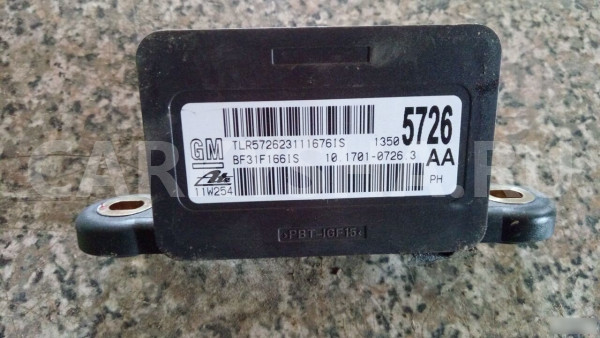 GM TLR5726231116761S 1350 5726
BF31F1661S 10.1701-0726.3 AA
Ate
11W254 PH
>PBT-IGF15<